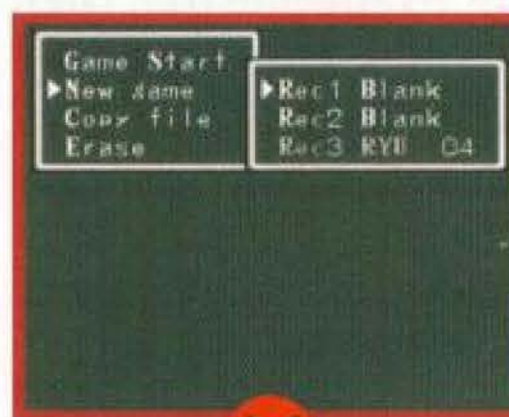 Game Start
New game
Copy file
Erase
Rec1 Blank
Rec2 Blank
Rec3 RYU 04